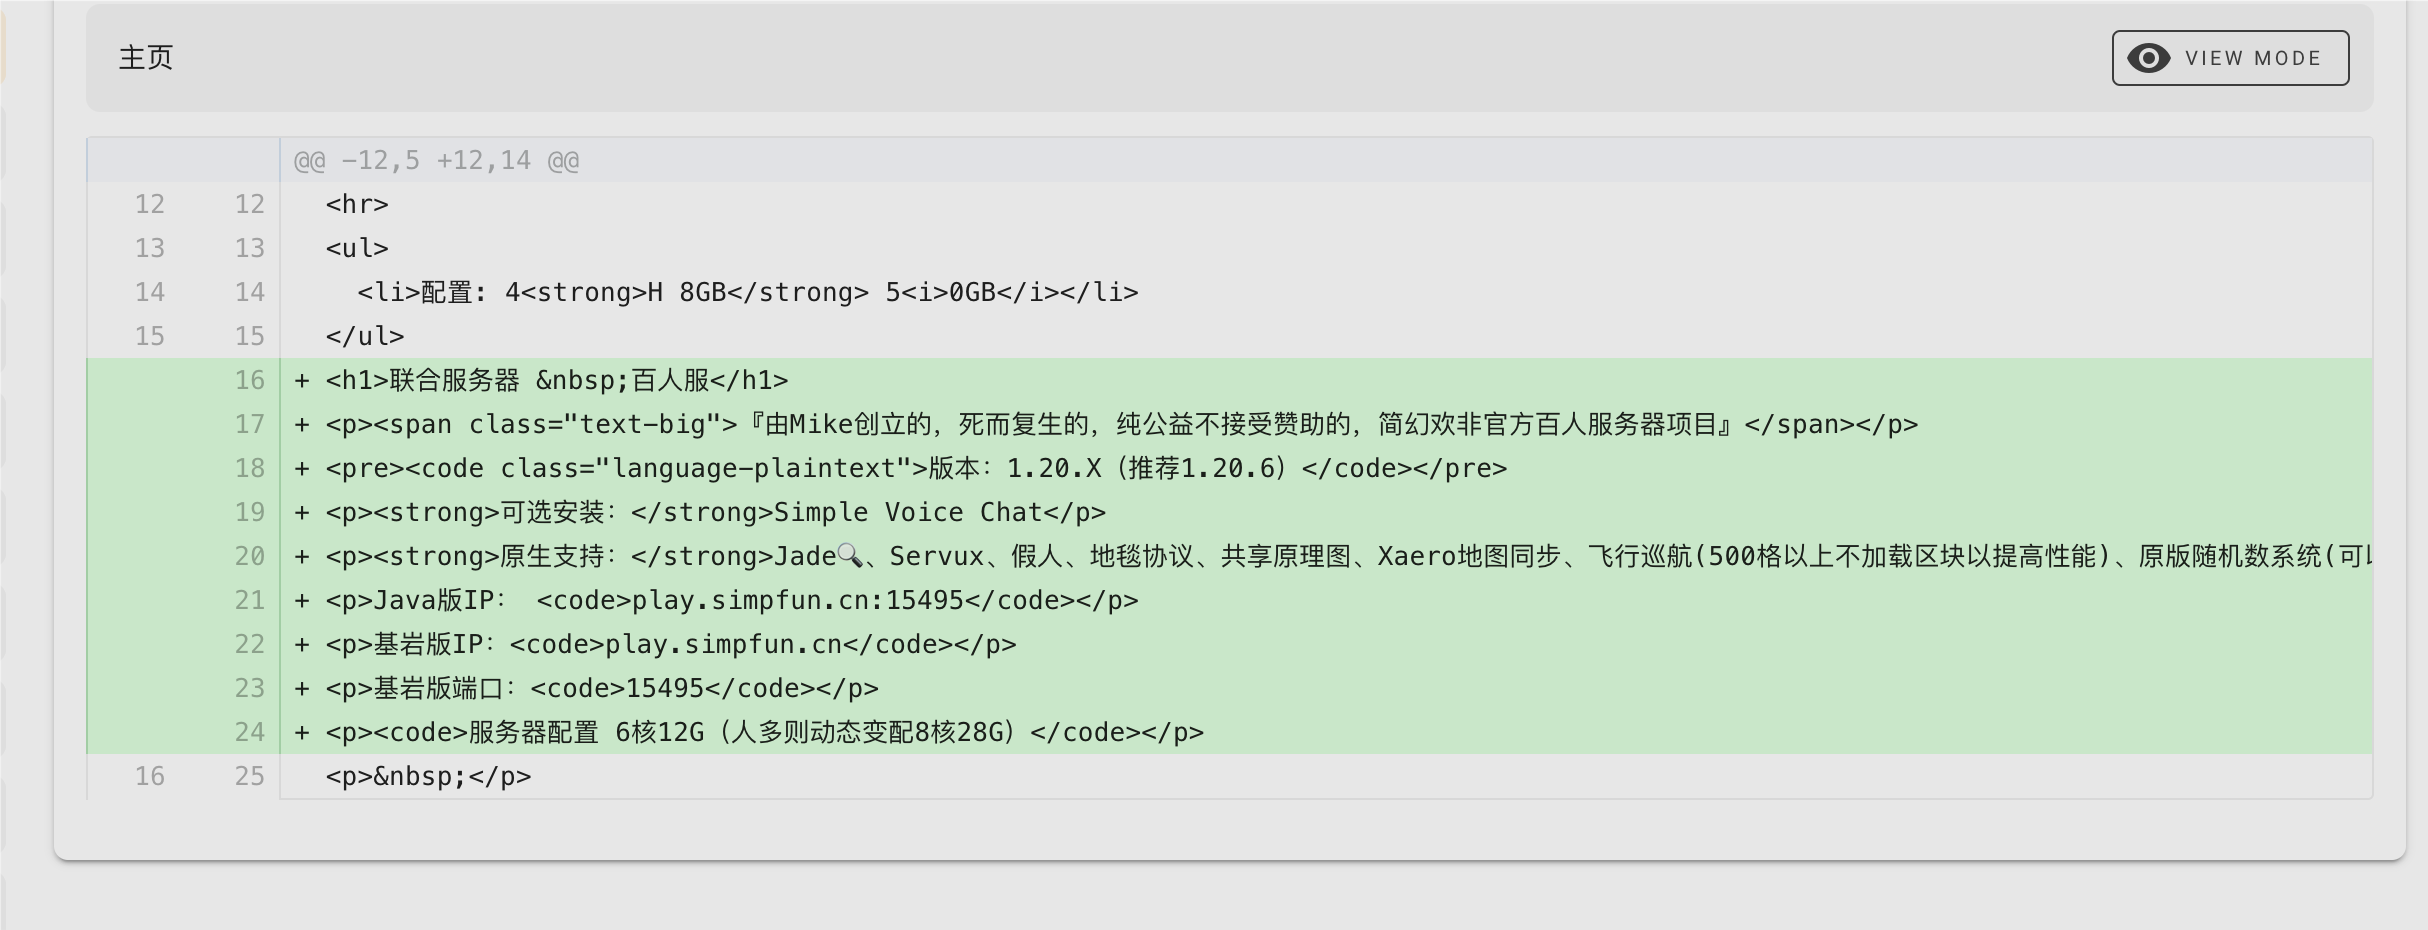 主页
VIEW MODE
@@ -12,5 +12,14 @@
12 12 <hr>
13 13 <ul>
14 14 <li>配置: 4<strong>H 8GB</strong> 5<i>0GB</i></li>
15 15 </ul>
16 + <h1>联合服务器 &nbsp;百人服</h1>
17 + <p><span class="text-big">『由Mike创立的，死而复生的，纯公益不接受赞助的，简幻欢非官方百人服务器项目』</span></p>
18 + <pre><code class="language-plaintext">版本：1.20.X（推荐1.20.6）</code></pre>
19 + <p><strong>可选安装：</strong>Simple Voice Chat</p>
20 + <p><strong>原生支持：</strong>Jade🔍、Servux、假人、地毯协议、共享原理图、Xaero地图同步、飞行巡航(500格以上不加载区块以提高性能)、原版随机数系统(可
21 + <p>Java版IP： <code>play.simpfun.cn:15495</code></p>
22 + <p>基岩版IP：<code>play.simpfun.cn</code></p>
23 + <p>基岩版端口：<code>15495</code></p>
24 + <p><code>服务器配置 6核12G（人多则动态变配8核28G）</code></p>
16 25 <p>&nbsp;</p>